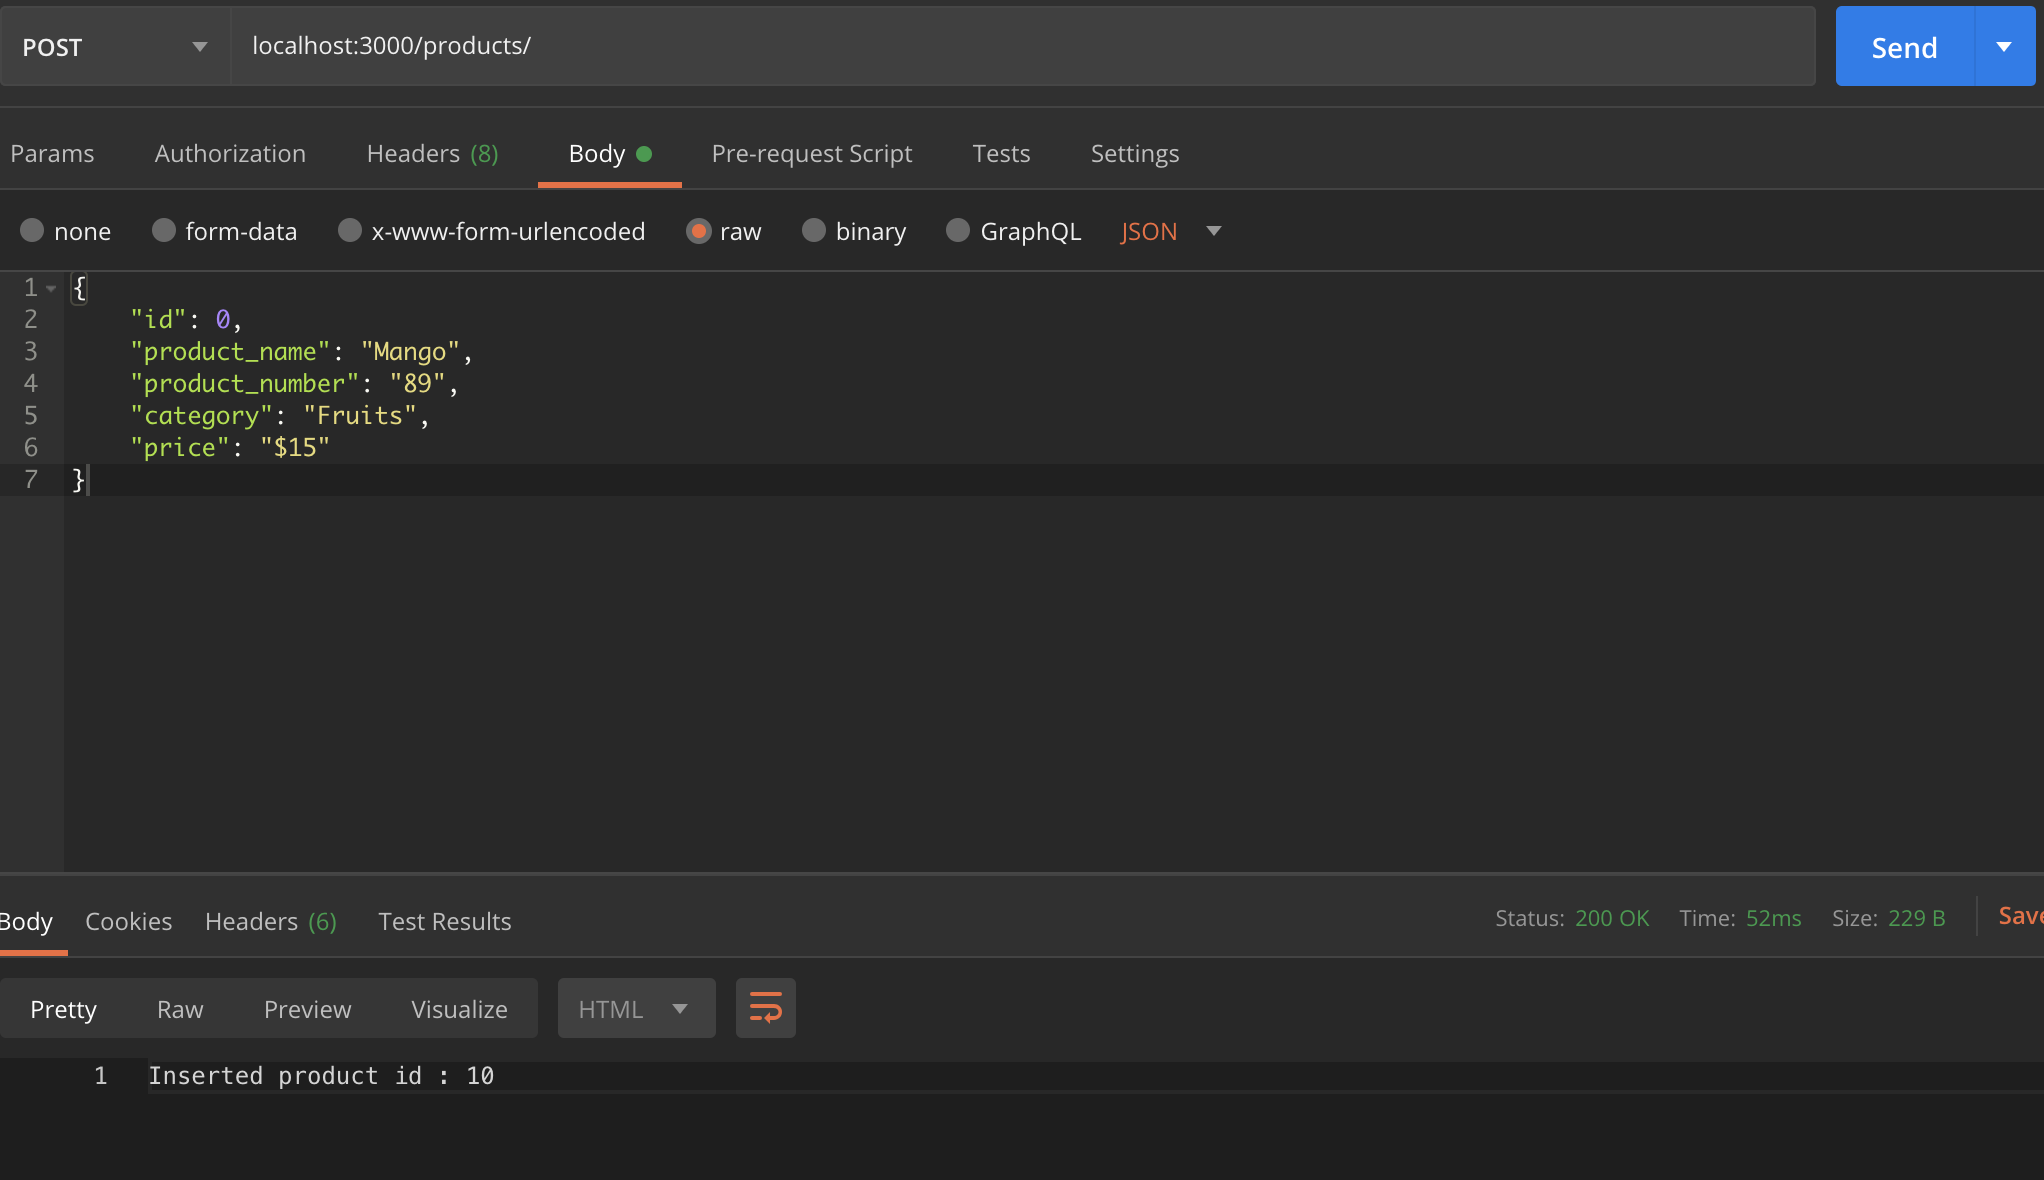 POST localhost:3000/products/ Send
Params Authorization Headers (8) Body Pre-request Script Tests Settings
none form-data x-www-form-urlencoded raw binary GraphQL JSON
1 {
2 "id": 0,
3 "product_name": "Mango",
4 "product_number": "89",
5 "category": "Fruits",
6 "price": "$15"
7 }
Body Cookies Headers (6) Test Results Status: 200 OK Time: 52ms Size: 229 B Save
Pretty Raw Preview Visualize HTML
1 Inserted product id : 10